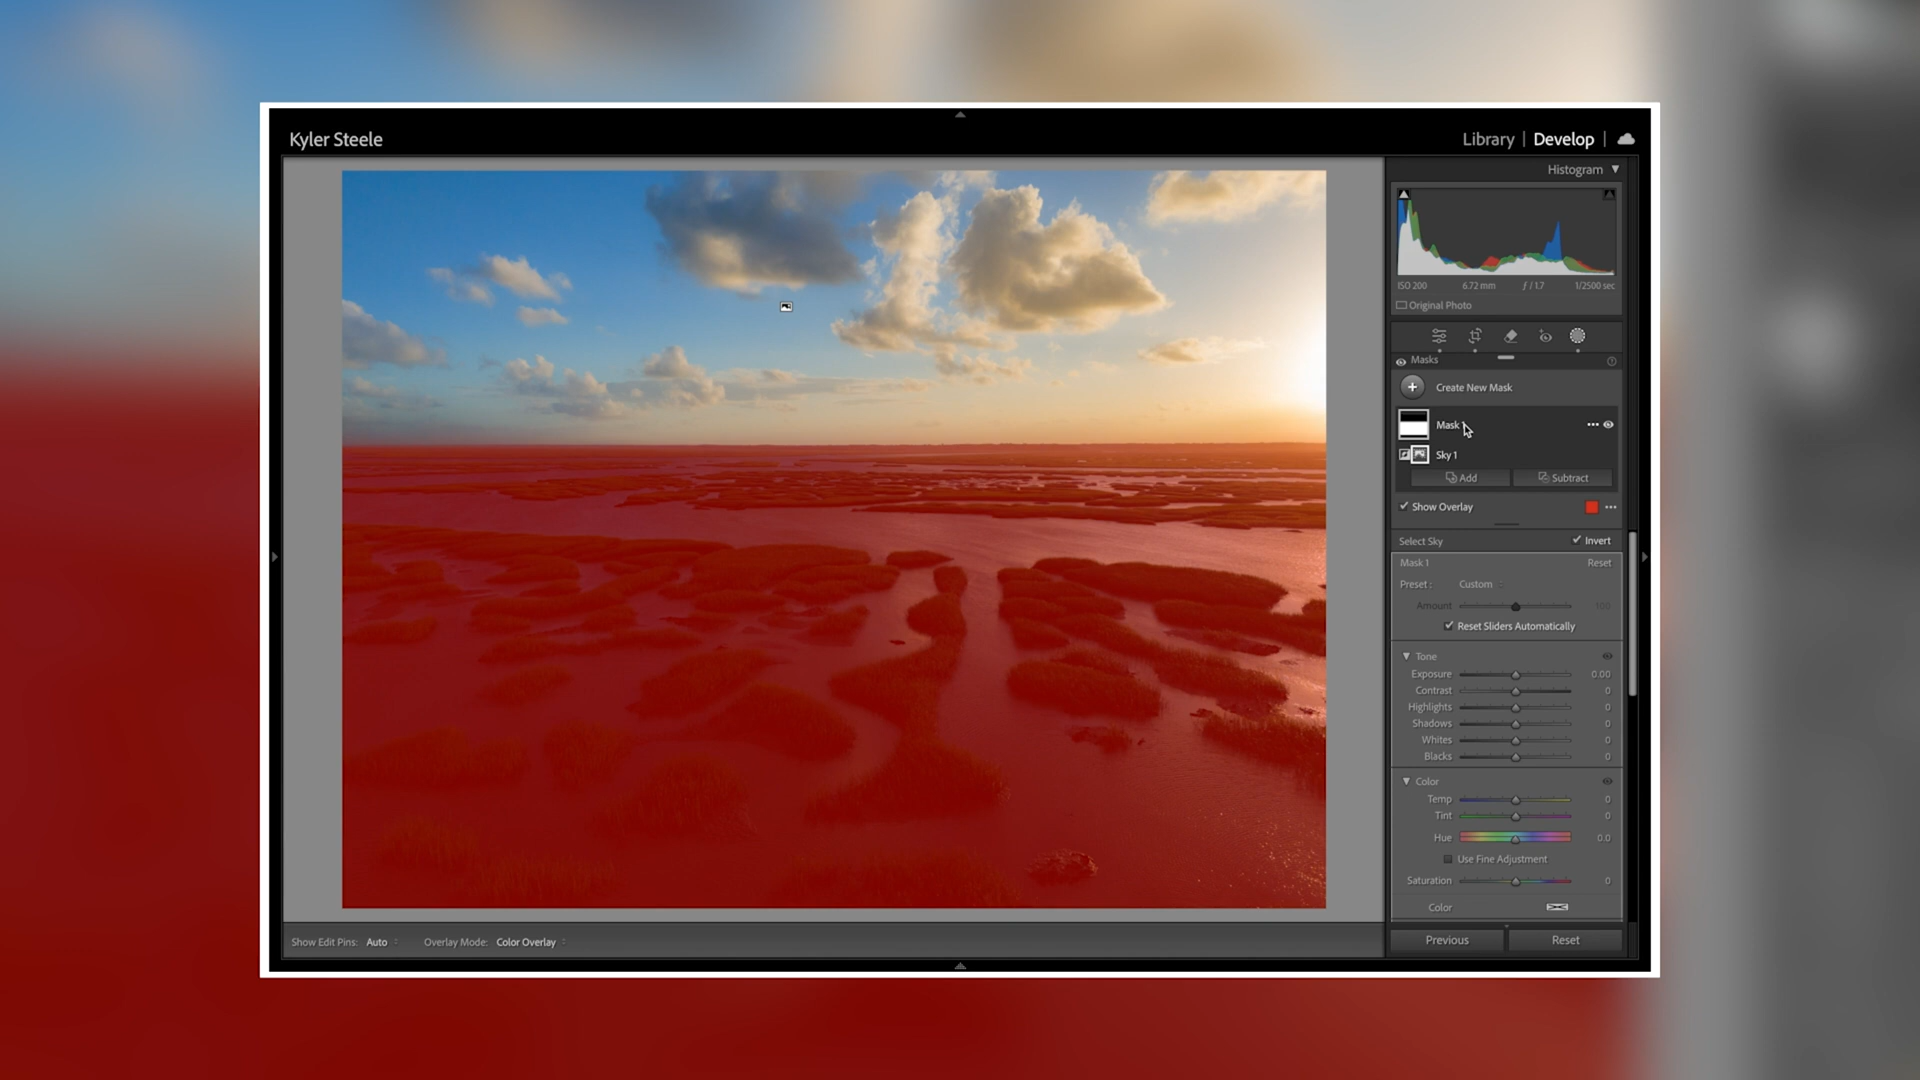 Kyler Steele
Library | Develop |
Histogram
ISO 200 6.72 mm ƒ / 1.7 1/2500 sec
Original Photo
Masks
Create New Mask
Mask
Sky 1
Add Subtract
Show Overlay
Select Sky Invert
Mask 1 Reset
Preset : Custom
Amount 100
Reset Sliders Automatically
Tone
Exposure 0.00
Contrast 0
Highlights 0
Shadows 0
Whites 0
Blacks 0
Color
Temp 0
Tint 0
Hue 0.0
Use Fine Adjustment
Saturation 0
Color
Show Edit Pins: Auto Overlay Mode: Color Overlay
Previous Reset